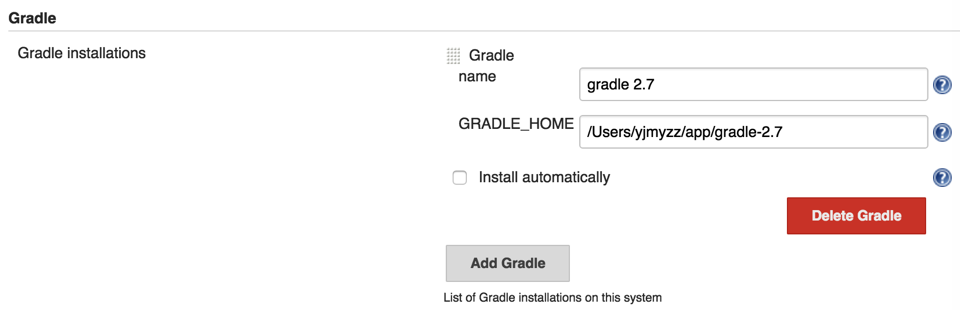 Gradle
Gradle installations
Gradle
name
gradle 2.7
GRADLE_HOME
/Users/yjmyzz/app/gradle-2.7
Install automatically
Delete Gradle
Add Gradle
List of Gradle installations on this system